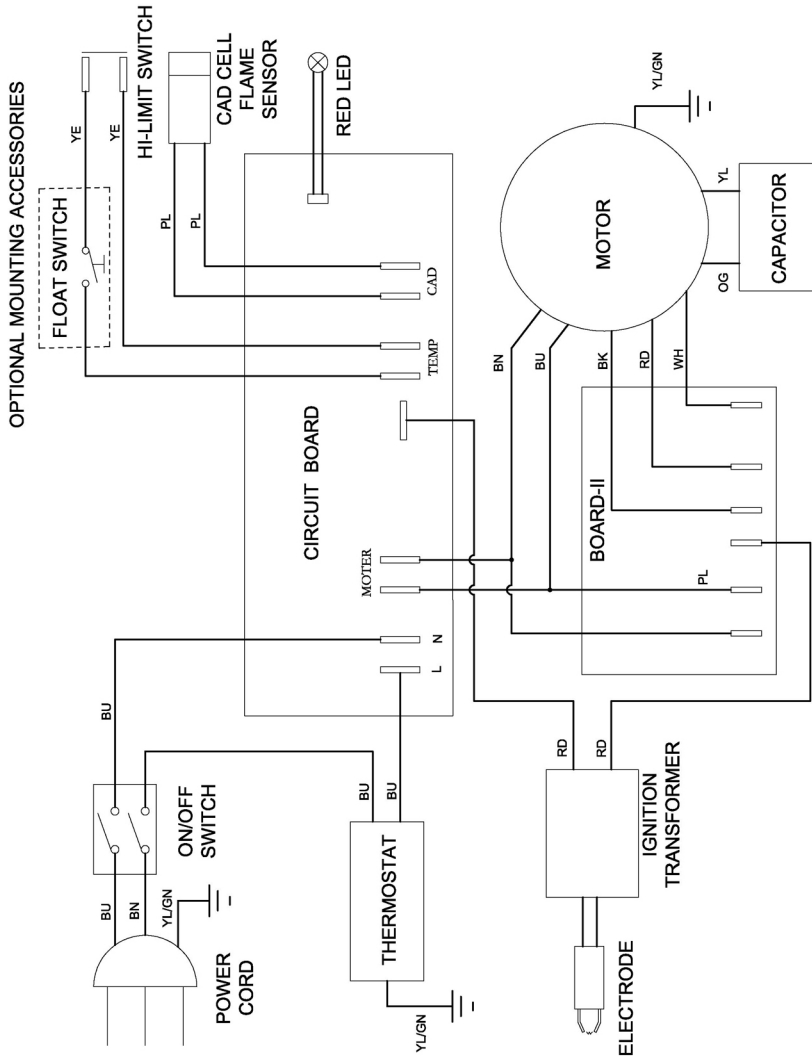 OPTIONAL MOUNTING ACCESSORIES
FLOAT SWITCH
YE
YE
HI-LIMIT SWITCH
CAD CELL
FLAME
SENSOR
PL
PL
RED LED
CIRCUIT BOARD
CAD
TEMP
MOTER
N
L
BU
ON/OFF
SWITCH
BU
BN
YL/GN
POWER
CORD
BU
BU
THERMOSTAT
YL/GN
BN
BU
BK
RD
WH
MOTOR
YL/GN
YL
OG
CAPACITOR
BOARD-II
PL
RD
RD
IGNITION
TRANSFORMER
ELECTRODE